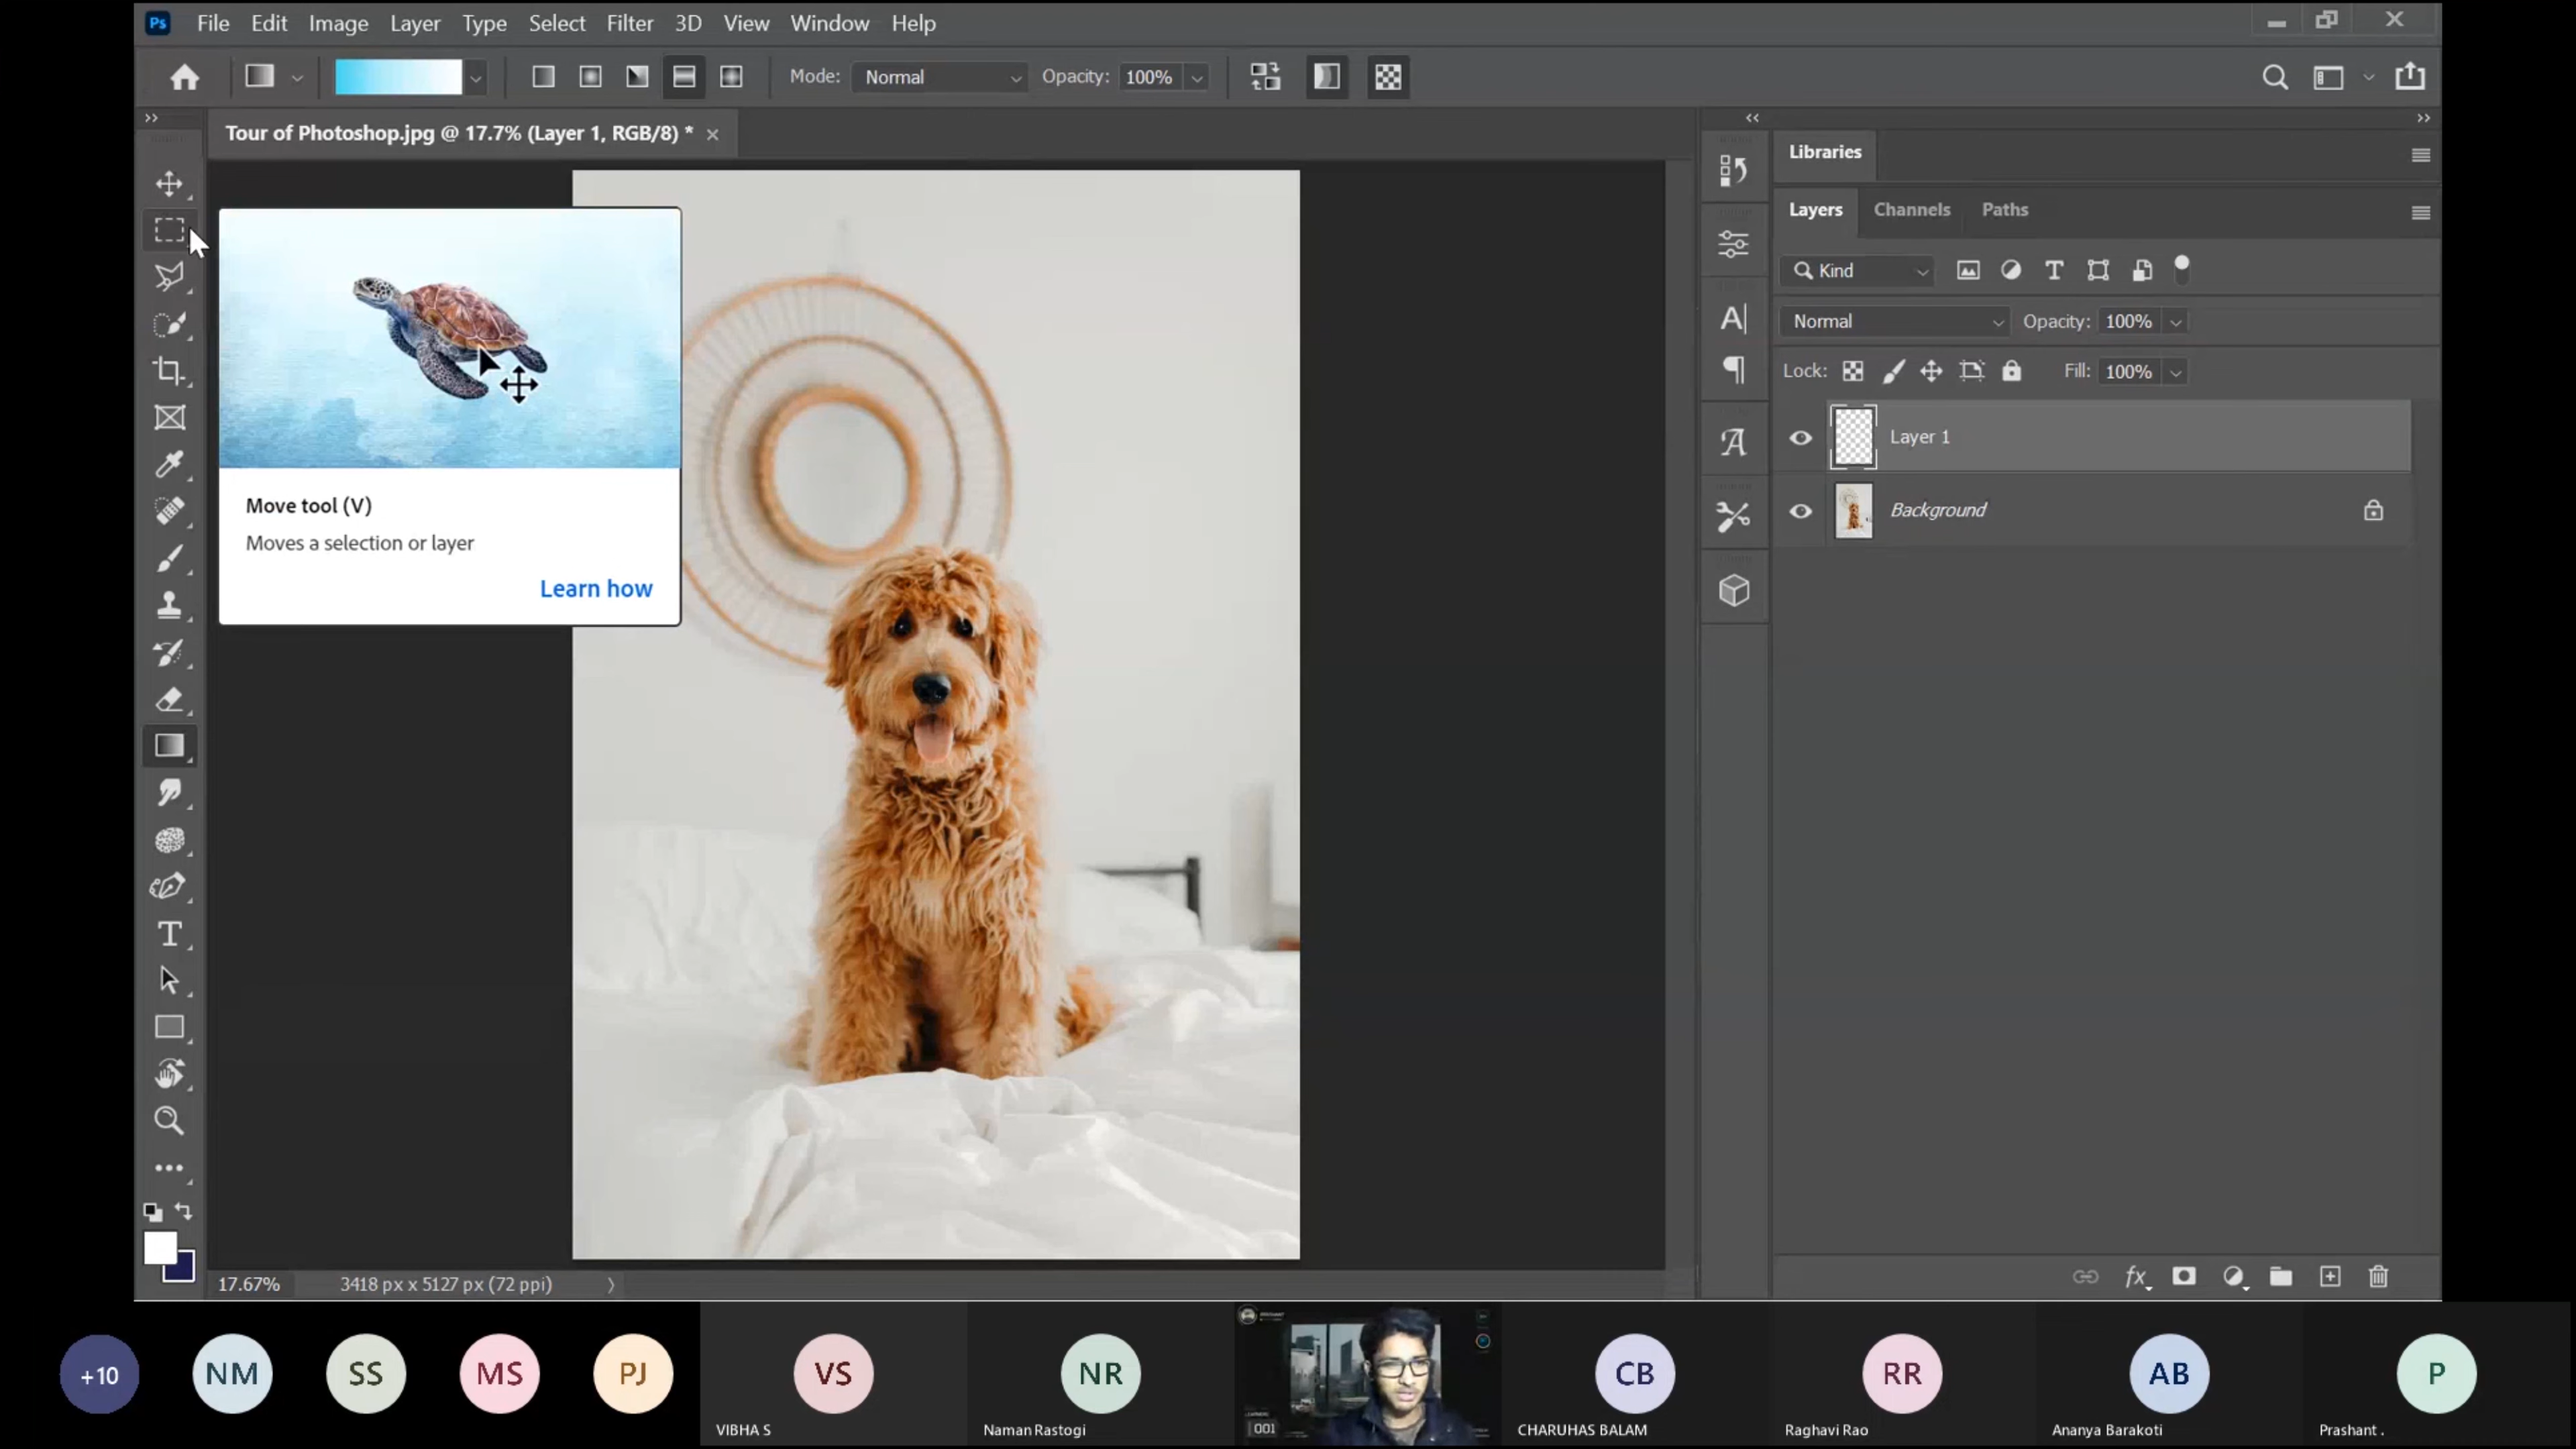 Ps File Edit Image Layer Type Select Filter 3D View Window Help
Mode: Normal Opacity: 100%
Tour of Photoshop.jpg @ 17.7% (Layer 1, RGB/8) *
Libraries
Layers Channels Paths
Kind
Normal Opacity: 100%
Lock: Fill: 100%
Layer 1
Background
Move tool (V)
Moves a selection or layer
Learn how
17.67% 3418 px x 5127 px (72 ppi)
fx
+10 NM SS MS PJ VS NR CB RR AB P
001
VIBHA S Naman Rastogi CHARUHAS BALAM Raghavi Rao Ananya Barakoti Prashant .